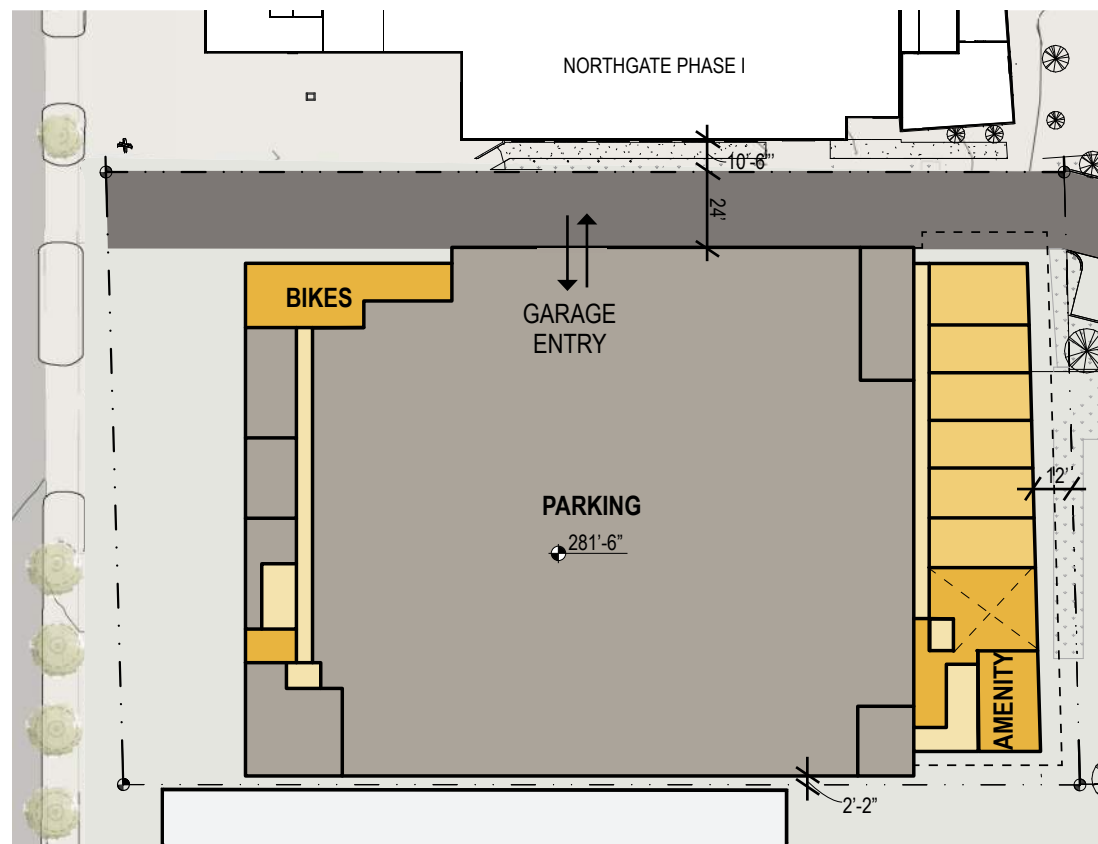 NORTHGATE PHASE I
10'-6"
24'
BIKES
GARAGE
ENTRY
12'
PARKING
281'-6"
AMENITY
2'-2"